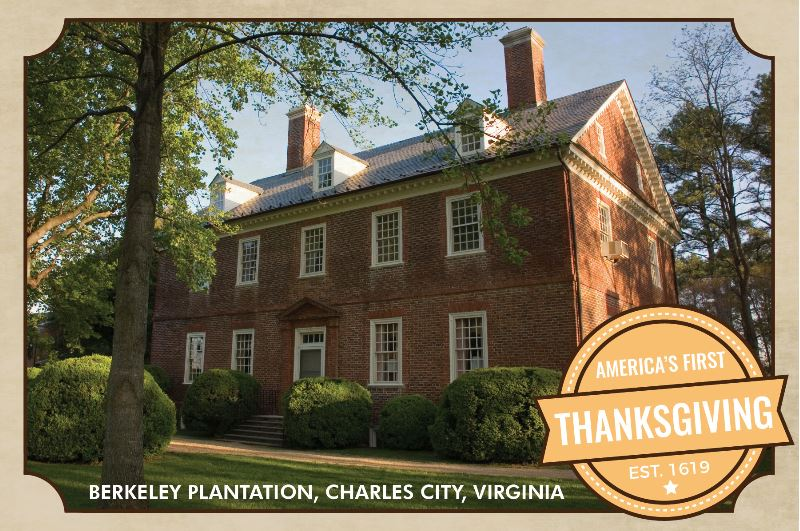 AMERICA'S FIRST
THANKSGIVING
EST. 1619
BERKELEY PLANTATION, CHARLES CITY, VIRGINIA